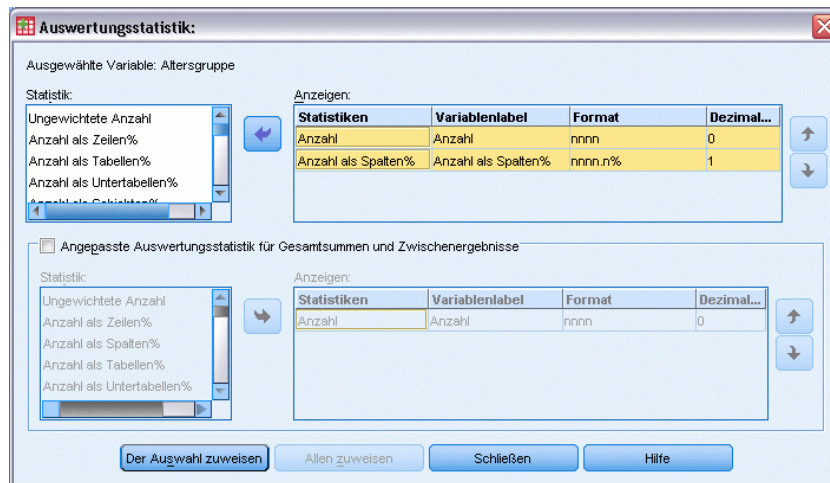 Auswertungsstatistik:
Ausgewählte Variable: Altersgruppe
Statistik:
Anzeigen:
Ungewichtete Anzahl
Anzahl als Zeilen%
Anzahl als Tabellen%
Anzahl als Untertabellen%
Anzahl als Schichten%
Statistiken Variablenlabel Format Dezimal...
Anzahl Anzahl nnnn 0
Anzahl als Spalten% Anzahl als Spalten% nnnn.n% 1
Angepasste Auswertungsstatistik für Gesamtsummen und Zwischenergebnisse
Statistik:
Anzeigen:
Ungewichtete Anzahl
Anzahl als Zeilen%
Anzahl als Spalten%
Anzahl als Tabellen%
Anzahl als Untertabellen%
Statistiken Variablenlabel Format Dezimal...
Anzahl Anzahl nnnn 0
Der Auswahl zuweisen Allen zuweisen Schließen Hilfe